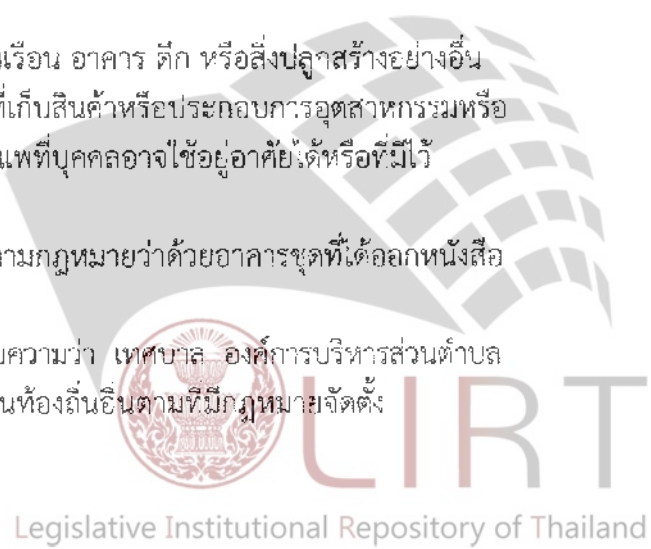 นเรือน อาคาร ตึก หรือสิ่งปลูกสร้างอย่างอื่น
ที่เก็บสินค้าหรือประกอบการอุตสาหกรรมหรือ
แพที่บุคคลอาจใช้อยู่อาศัยได้หรือที่มีไว้
ตามกฎหมายว่าด้วยอาคารชุดที่ได้ออกหนังสือ
ความว่า เทศบาล องค์การบริหารส่วนตำบล
นท้องถิ่นอื่นตามที่มีกฎหมายจัดตั้ง
LIRT
Legislative Institutional Repository of Thailand